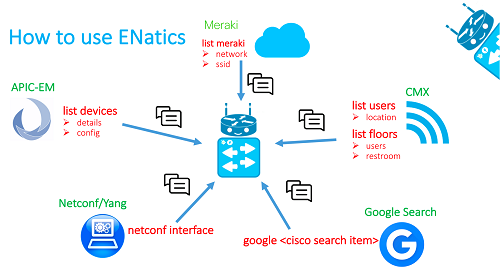 How to use ENatics
Meraki
list meraki
network
ssid
APIC-EM
list devices
details
config
CMX
list users
location
list floors
users
restroom
Netconf/Yang
netconf interface
google <cisco search item>
Google Search
G